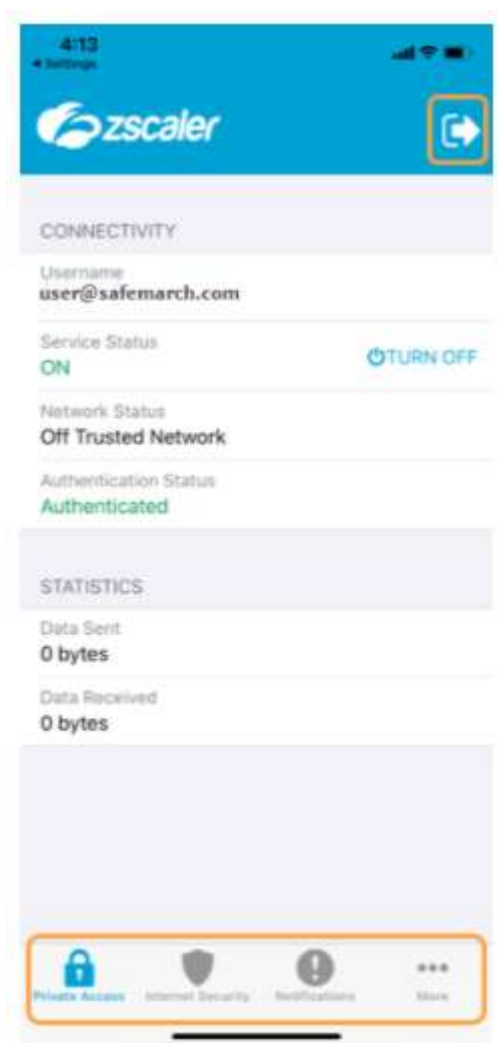 4:13
◀ Settings
zscaler
CONNECTIVITY
Username
user@safemarch.com
Service Status
ON
TURN OFF
Network Status
Off Trusted Network
Authentication Status
Authenticated
STATISTICS
Data Sent
0 bytes
Data Received
0 bytes
Private Access Internet Security Notifications More